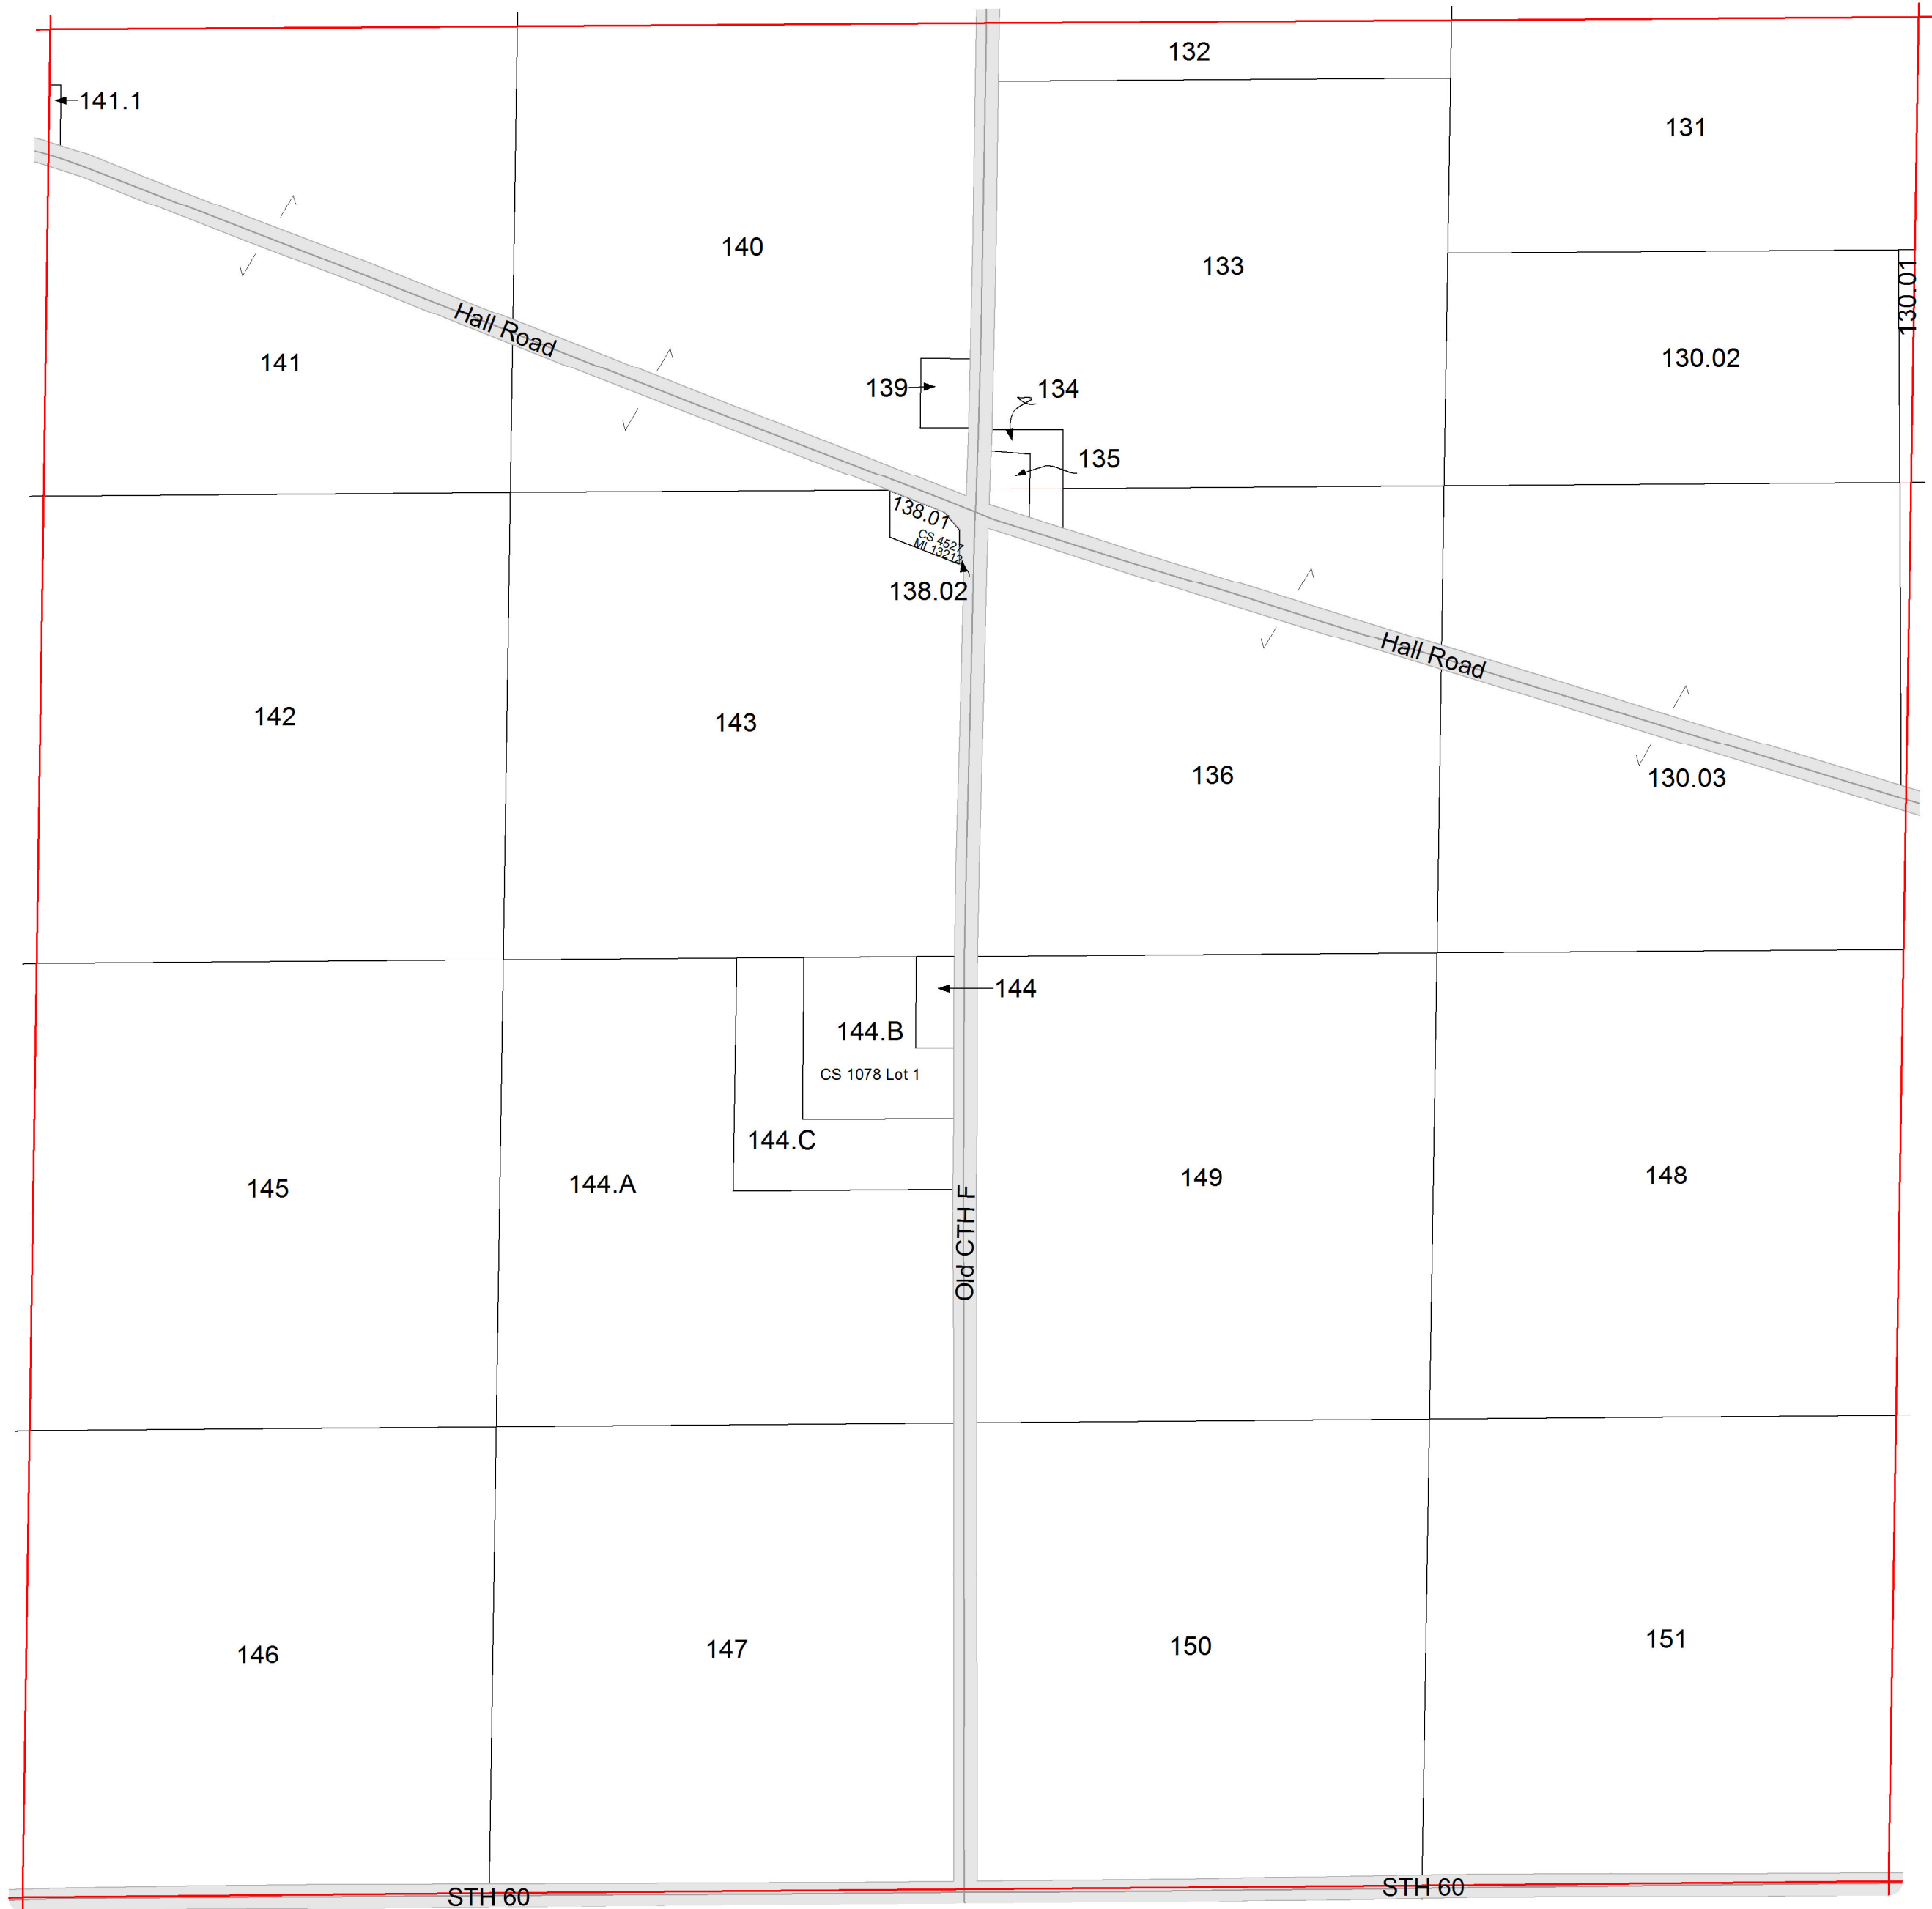 132
141.1
131
140
133
130.01
Hall Road
141
130.02
139
134
135
138.01
CS 4527
MI 13212
138.02
Hall Road
142
143
136
130.03
144
144.B
CS 1078 Lot 1
144.C
145
144.A
149
148
Old CTH F
146
147
150
151
STH 60
STH 60